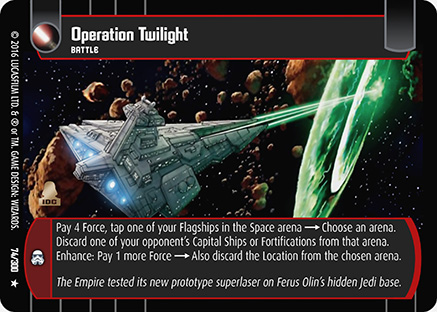 Operation Twilight
BATTLE
© 2016 LUCASFILM LTD. & ® or TM. GAME DESIGN: WIZARDS.
IDC
Pay 4 Force, tap one of your Flagships in the Space arena → Choose an arena.
Discard one of your opponent's Capital Ships or Fortifications from that arena.
Enhance: Pay 1 more Force → Also discard the Location from the chosen arena.
The Empire tested its new prototype superlaser on Ferus Olin's hidden Jedi base.
74/300 ★